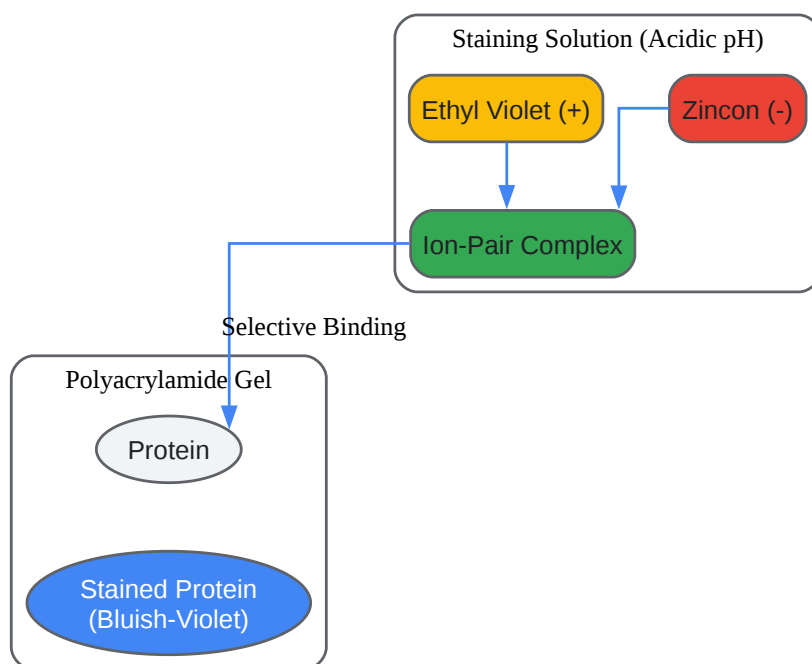 Staining Solution (Acidic pH)
Ethyl Violet (+)
Zincon (-)
Ion-Pair Complex
Selective Binding
Polyacrylamide Gel
Protein
Stained Protein
(Bluish-Violet)